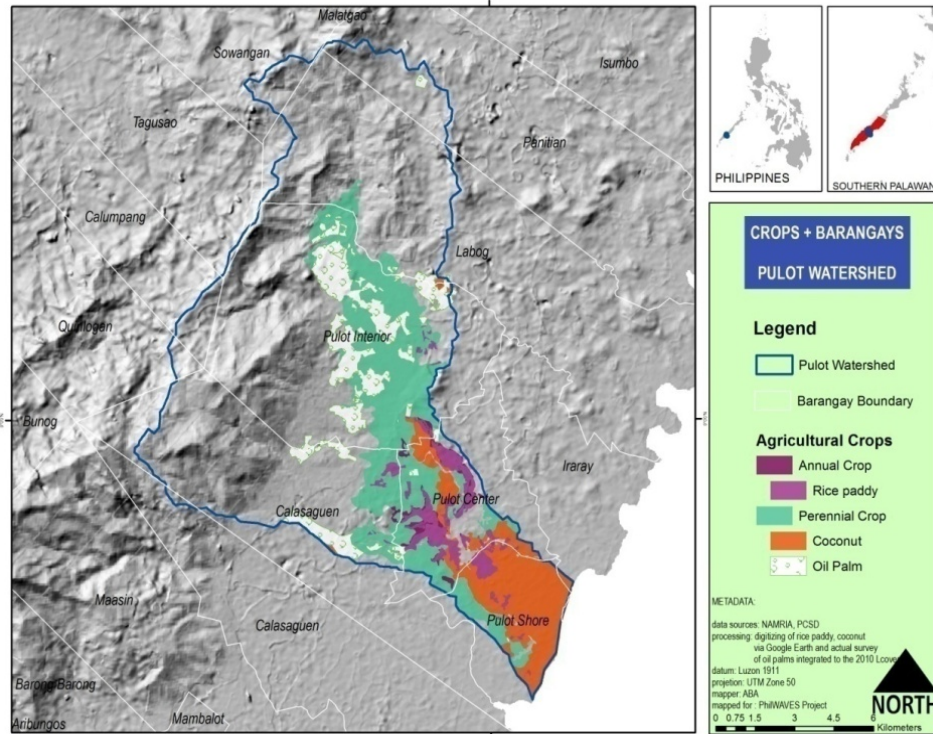 Malatgao
Sowangan
Isumbo
Tagusao
Panitian
Calumpang
Labog
Pulot Interior
Bunog
Iraray
Pulot Center
Calasaguen
Maasin
Calasaguen
Pulot Shore
Barong Barong
Mambalot
Aribungos
PHILIPPINES
SOUTHERN PALAWAN
CROPS + BARANGAYS
PULOT WATERSHED
Legend
Pulot Watershed
Barangay Boundary
Agricultural Crops
Annual Crop
Rice paddy
Perennial Crop
Coconut
Oil Palm
METADATA:
data sources: NAMRIA, PCSD
processing: digitizing of rice paddy, coconut
via Google Earth and actual survey
of oil palms integrated to the 2010 Lcover
datum: Luzon 1911
projetion: UTM Zone 50
mapper: ABA
mapped for : PhilWAVES Project
NORTH
0 0.75 1.5 3 4.5 6
Kilometers